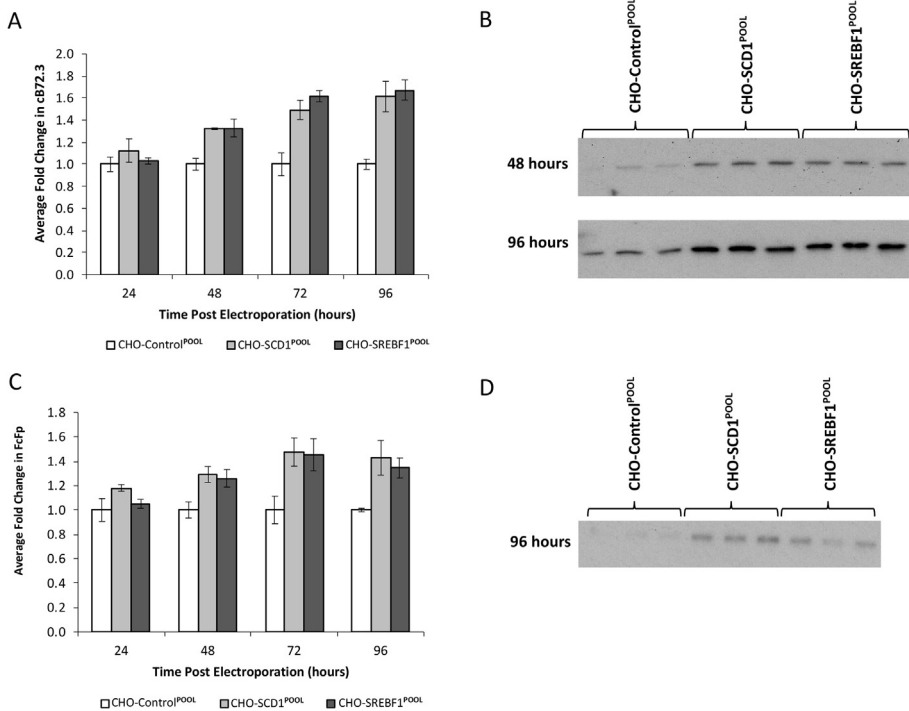 A
Average Fold Change in cB72.3
2.0
1.8
1.6
1.4
1.2
1.0
0.8
0.6
0.4
0.2
0.0
24 48 72 96
Time Post Electroporation (hours)
CHO-Control^POOL CHO-SCD1^POOL CHO-SREBF1^POOL
B
CHO-Control^POOL
CHO-SCD1^POOL
CHO-SREBF1^POOL
48 hours
96 hours
C
Average Fold Change in FcFp
1.8
1.6
1.4
1.2
1.0
0.8
0.6
0.4
0.2
0.0
24 48 72 96
Time Post Electroporation (hours)
CHO-Control^POOL CHO-SCD1^POOL CHO-SREBF1^POOL
D
CHO-Control^POOL
CHO-SCD1^POOL
CHO-SREBF1^POOL
96 hours